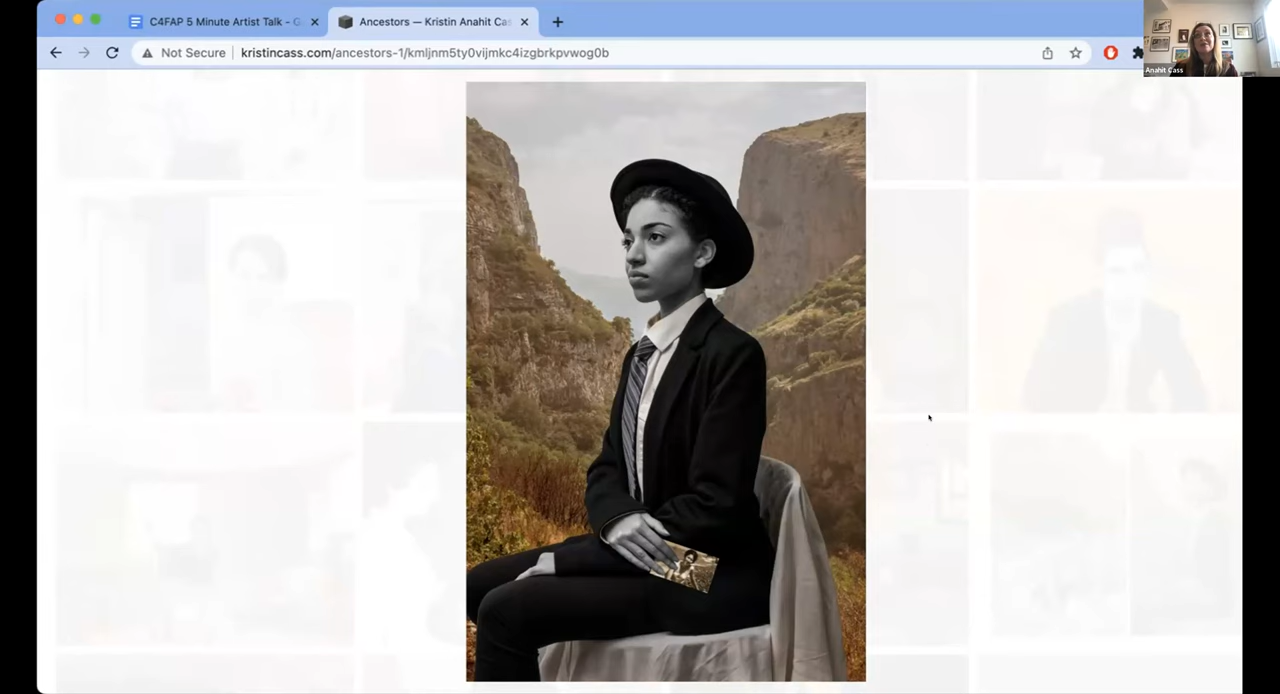 C4FAP 5 Minute Artist Talk - G
Ancestors — Kristin Anahit Cas
Not Secure
kristincass.com/ancestors-1/kmljnm5ty0vijmkc4izgbrkpvwog0b
Anahit Cass